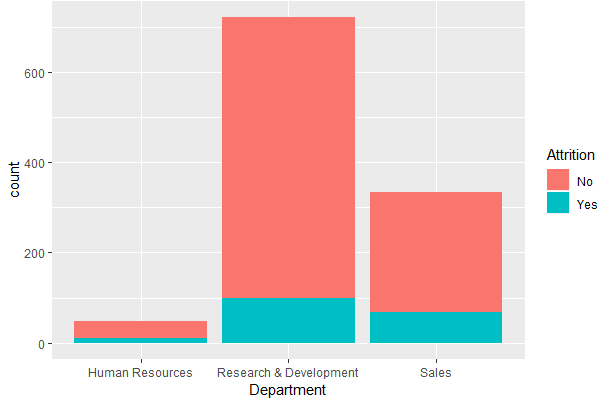 600
400
200
0
count
Human Resources
Research & Development
Sales
Department
Attrition
No
Yes